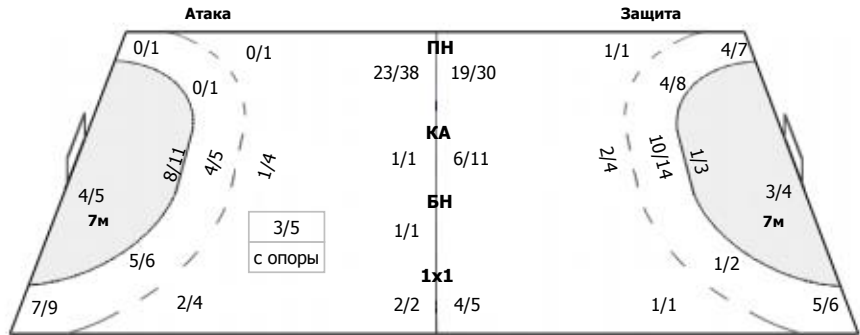 Атака Защита
0/1 0/1 ПН 1/1 4/7
23/38 19/30
0/1 4/8
КА
8/11 4/5 1/4 1/1 6/11 2/4 10/14 1/3
4/5 3/4
7м БН 7м
3/5 1/1
с опоры
5/6 1/2
1х1
7/9 2/4 2/2 4/5 1/1 5/6